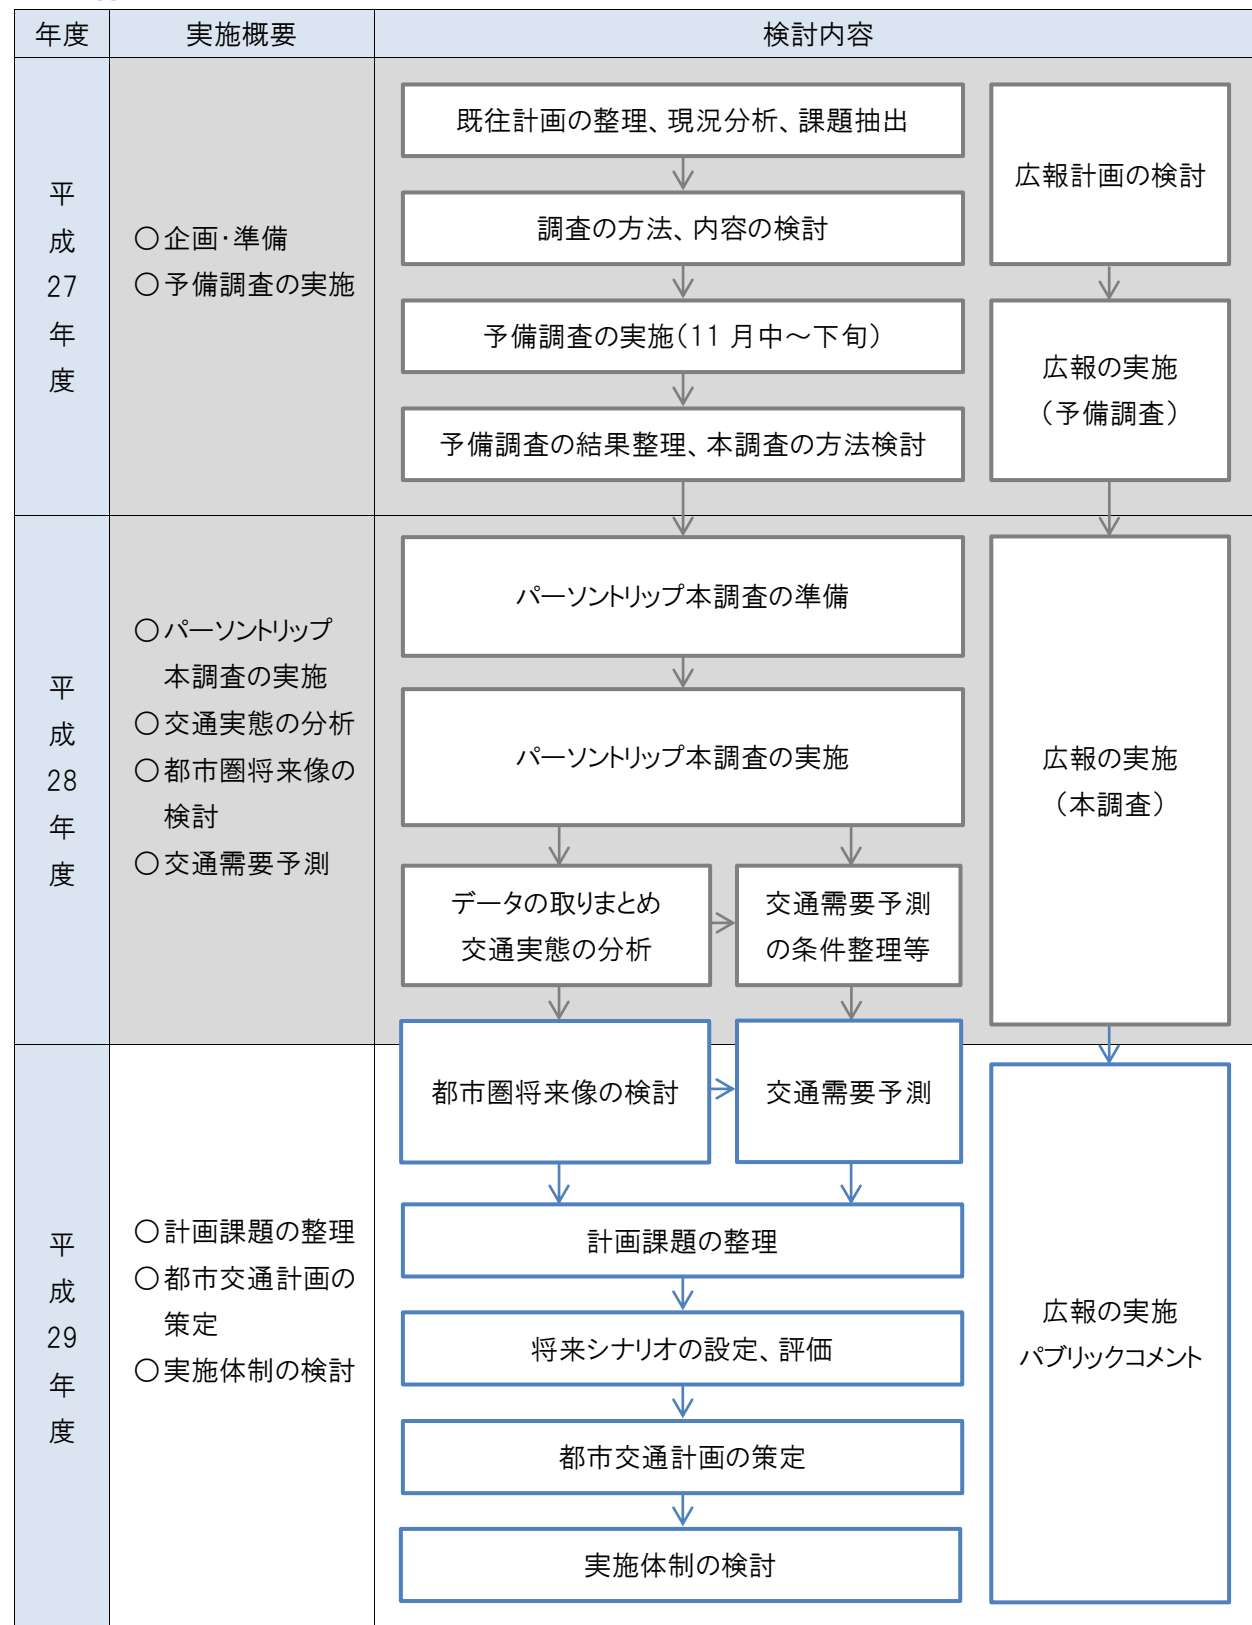 年度
実施概要
検討内容
平
成
27
年
度
〇企画・準備
〇予備調査の実施
既往計画の整理、現況分析、課題抽出
調査の方法、内容の検討
予備調査の実施(11月中～下旬)
予備調査の結果整理、本調査の方法検討
広報計画の検討
広報の実施
(予備調査)
平
成
28
年
度
〇パーソントリップ
本調査の実施
〇交通実態の分析
〇都市圏将来像の
検討
〇交通需要予測
パーソントリップ本調査の準備
パーソントリップ本調査の実施
データの取りまとめ
交通実態の分析
交通需要予測
の条件整理等
広報の実施
(本調査)
都市圏将来像の検討
交通需要予測
平
成
29
年
度
〇計画課題の整理
〇都市交通計画の
策定
〇実施体制の検討
計画課題の整理
将来シナリオの設定、評価
都市交通計画の策定
実施体制の検討
広報の実施
パブリックコメント